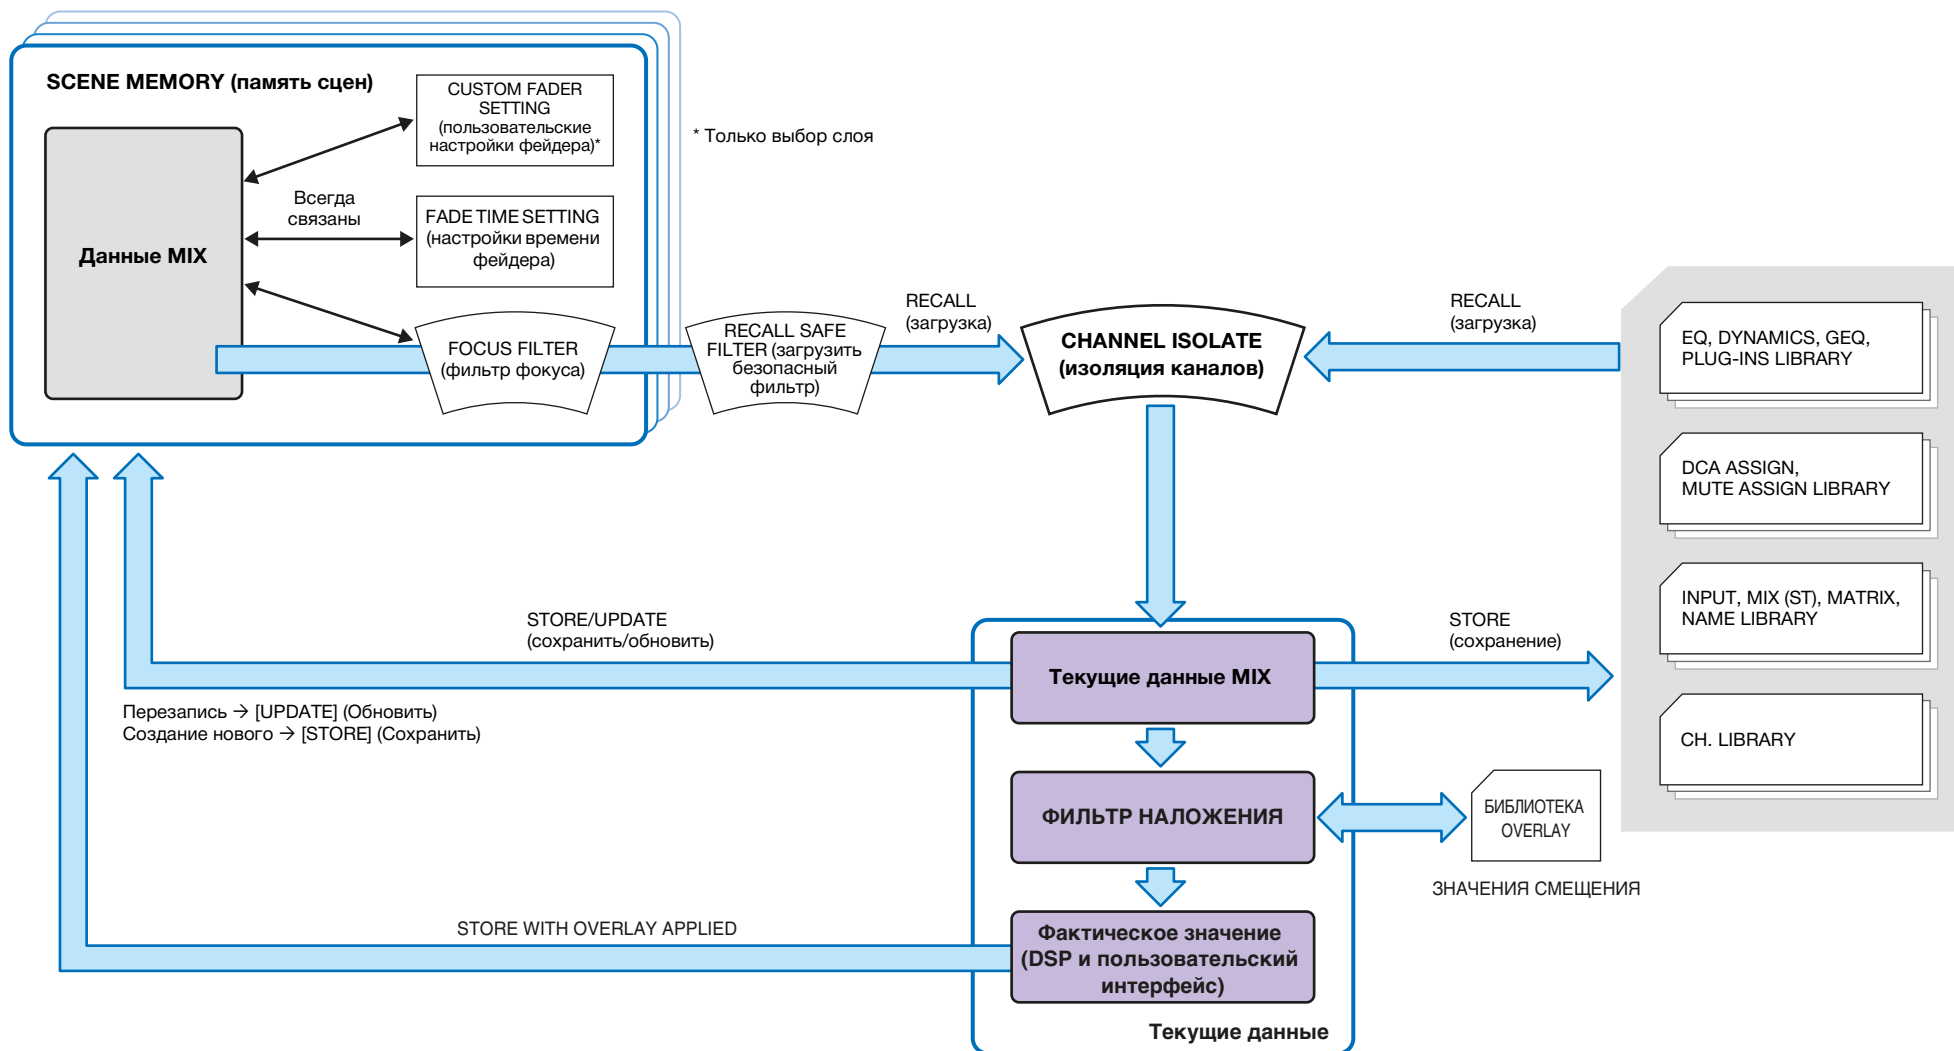 SCENE MEMORY (память сцен)
CUSTOM FADER
SETTING
(пользовательские
настройки фейдера)*
* Только выбор слоя
Всегда
связаны
FADE TIME SETTING
(настройки времени
фейдера)
Данные MIX
FOCUS FILTER
(фильтр фокуса)
RECALL SAFE
FILTER (загрузить
безопасный
фильтр)
RECALL
(загрузка)
CHANNEL ISOLATE
(изоляция каналов)
RECALL
(загрузка)
EQ, DYNAMICS, GEQ,
PLUG-INS LIBRARY
DCA ASSIGN,
MUTE ASSIGN LIBRARY
INPUT, MIX (ST), MATRIX,
NAME LIBRARY
CH. LIBRARY
STORE/UPDATE
(сохранить/обновить)
STORE
(сохранение)
Текущие данные MIX
Перезапись → [UPDATE] (Обновить)
Создание нового → [STORE] (Сохранить)
ФИЛЬТР НАЛОЖЕНИЯ
БИБЛИОТЕКА
OVERLAY
ЗНАЧЕНИЯ СМЕЩЕНИЯ
STORE WITH OVERLAY APPLIED
Фактическое значение
(DSP и пользовательский
интерфейс)
Текущие данные